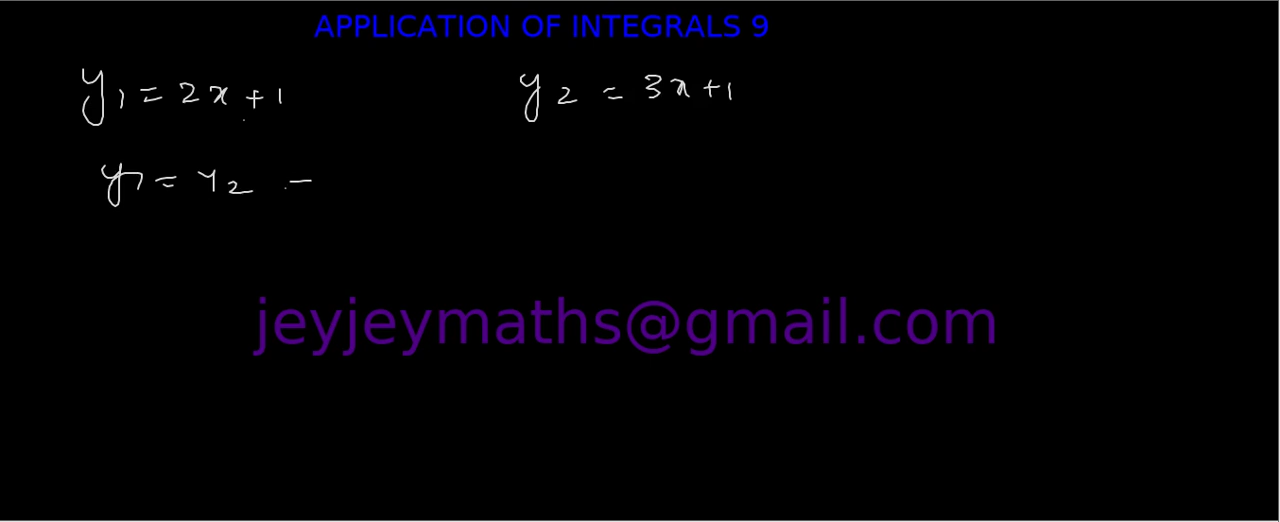 APPLICATION OF INTEGRALS 9
y₁ = 2x + 1 y₂ = 3x + 1
y₁ = y₂ -
jeyjeymaths@gmail.com